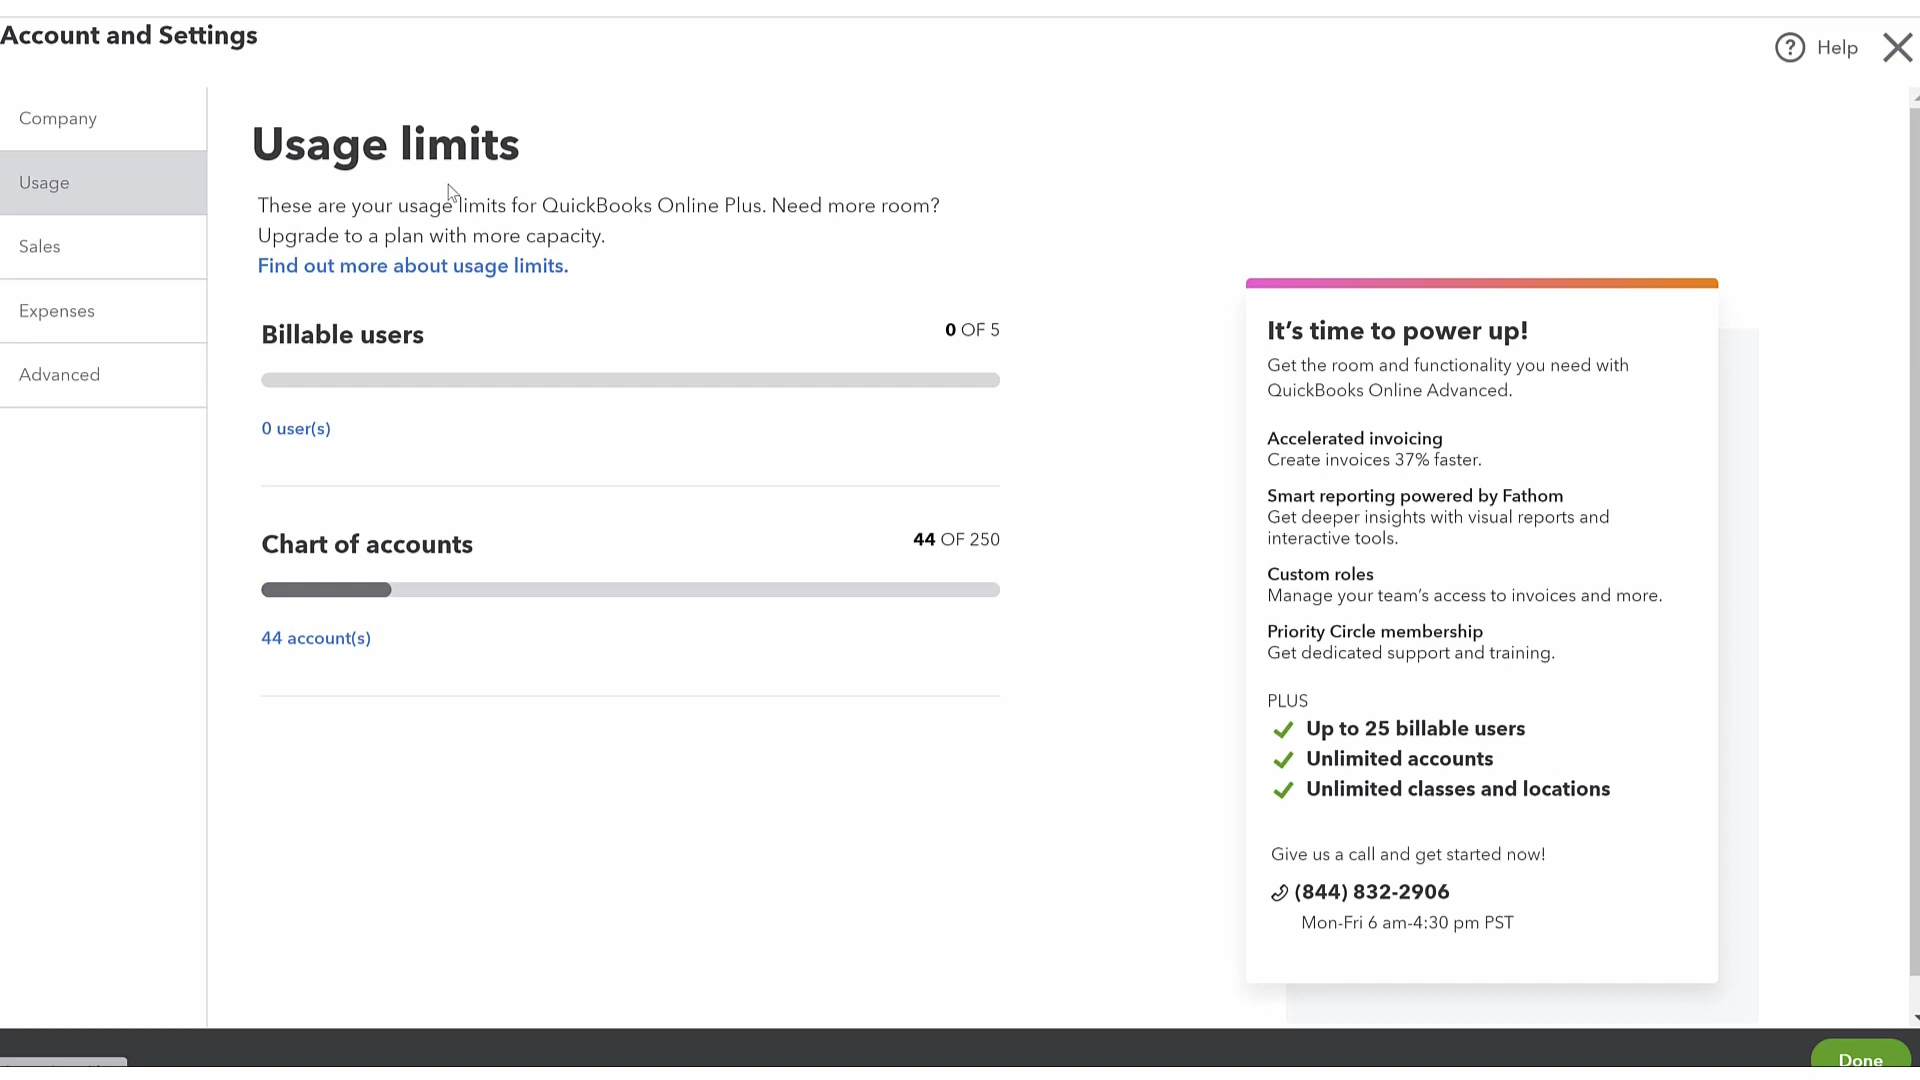 Account and Settings
Help
Company
Usage
Sales
Expenses
Advanced
Usage limits
These are your usage limits for QuickBooks Online Plus. Need more room?
Upgrade to a plan with more capacity.
Find out more about usage limits.
Billable users
0 OF 5
0 user(s)
Chart of accounts
44 OF 250
44 account(s)
It's time to power up!
Get the room and functionality you need with
QuickBooks Online Advanced.
Accelerated invoicing
Create invoices 37% faster.
Smart reporting powered by Fathom
Get deeper insights with visual reports and
interactive tools.
Custom roles
Manage your team's access to invoices and more.
Priority Circle membership
Get dedicated support and training.
PLUS
Up to 25 billable users
Unlimited accounts
Unlimited classes and locations
Give us a call and get started now!
(844) 832-2906
Mon-Fri 6 am-4:30 pm PST
Done